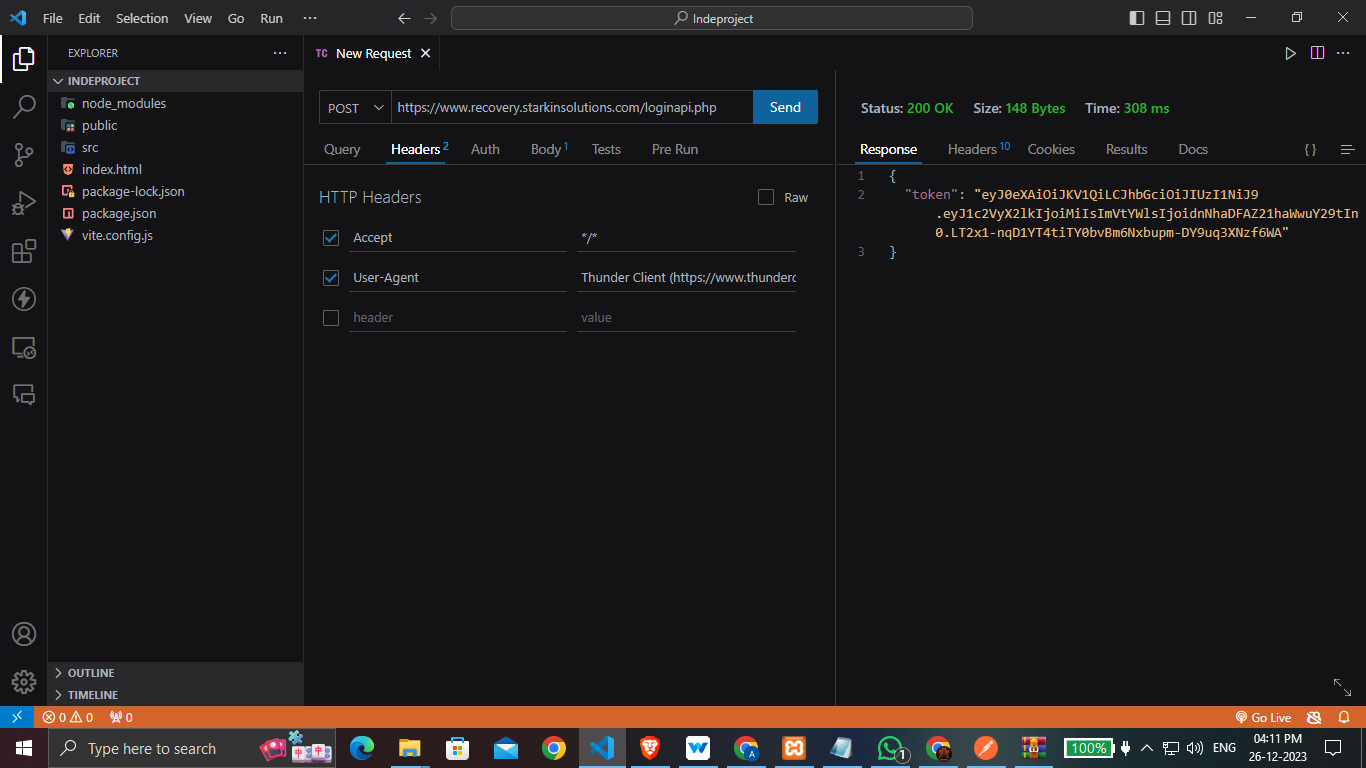 File Edit Selection View Go Run ···
Indeproject
EXPLORER ···
INDEPROJECT
node_modules
public
src
index.html
package-lock.json
package.json
vite.config.js
OUTLINE
TIMELINE
TC New Request
POST https://www.recovery.starkinsolutions.com/loginapi.php Send
Query Headers 2 Auth Body 1 Tests Pre Run
HTTP Headers Raw
Accept */*
User-Agent Thunder Client (https://www.thunderc
header value
Status: 200 OK Size: 148 Bytes Time: 308 ms
Response Headers 10 Cookies Results Docs { }
1 {
2 "token": "eyJ0eXAiOiJKV1QiLCJhbGciOiJIUzI1NiJ9
.eyJ1c2VyX2lkIjoiMiIsImVtYWlsIjoidnNhaDFAZ21haWwuY29tIn
0.LT2x1-nqD1YT4tiTY0bvBm6Nxbupm-DY9uq3XNzf6WA"
3 }
0 0 0 Go Live
Type here to search
1
100% ENG
04:11 PM
26-12-2023